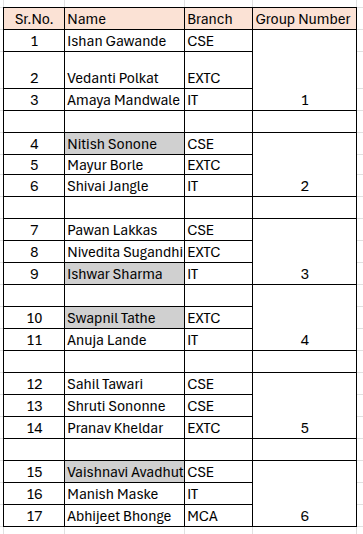 Sr.No. Name Branch Group Number
1 Ishan Gawande CSE
2 Vedanti Polkat EXTC
3 Amaya Mandwale IT 1
4 Nitish Sonone CSE
5 Mayur Borle EXTC
6 Shivai Jangle IT 2
7 Pawan Lakkas CSE
8 Nivedita Sugandhi EXTC
9 Ishwar Sharma IT 3
10 Swapnil Tathe EXTC
11 Anuja Lande IT 4
12 Sahil Tawari CSE
13 Shruti Sononne CSE
14 Pranav Kheldar EXTC 5
15 Vaishnavi Avadhut CSE
16 Manish Maske IT
17 Abhijeet Bhonge MCA 6